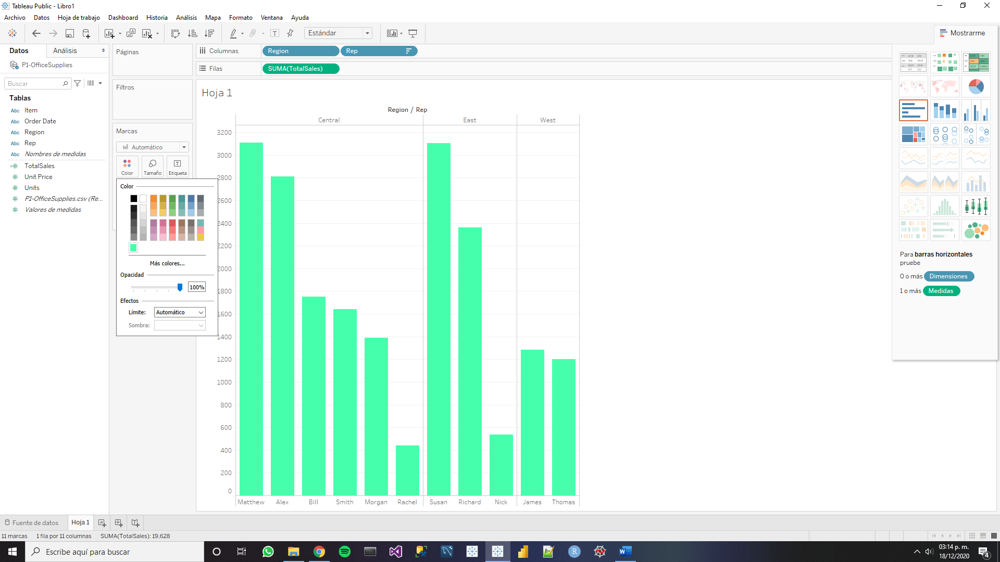 Tableau Public - Libro1
Archivo Datos Hoja de trabajo Dashboard Historia Análisis Mapa Formato Ventana Ayuda
Estándar
Mostrarme
Datos Análisis
P1-OfficeSupplies
Buscar
Tablas
Abc Item
Abc Order Date
Abc Region
Abc Rep
Abc Nombres de medidas
TotalSales
Unit Price
Units
P1-OfficeSupplies.csv (Re...
Valores de medidas
Páginas
Filtros
Marcas
Automático
Color Tamaño Etiqueta
Color
Más colores...
Opacidad
100%
Efectos
Límite: Automático
Sombra:
Columnas Region Rep
Filas SUMA(TotalSales)
Hoja 1
Region / Rep
Central East West
3200
3000
2800
2600
2400
2200
2000
1800
1600
1400
1200
1000
800
600
400
200
0
Matthew Alex Bill Smith Morgan Rachel Susan Richard Nick James Thomas
Para barras horizontales
pruebe
0 o más Dimensiones
1 o más Medidas
Fuente de datos Hoja 1
11 marcas 1 fila por 11 columnas SUMA(TotalSales): 19,628
Escribe aquí para buscar
03:14 p. m.
18/12/2020
4